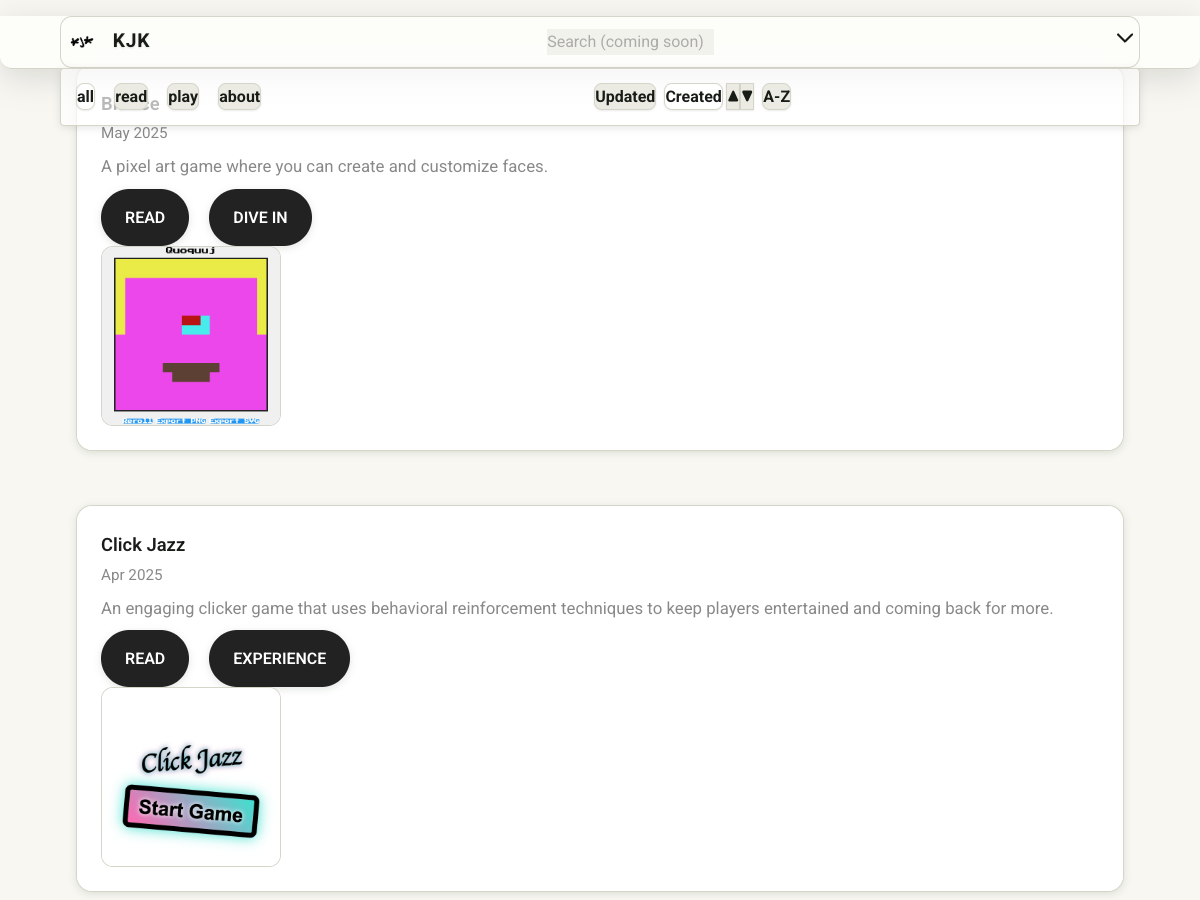 KJK KJK Search (coming soon)
all read play about Updated Created ▲▼ A-Z
May 2025
A pixel art game where you can create and customize faces.
READ DIVE IN
Quoquuj
Reroll Export PNG Export SVG
Click Jazz
Apr 2025
An engaging clicker game that uses behavioral reinforcement techniques to keep players entertained and coming back for more.
READ EXPERIENCE
Click Jazz
Start Game